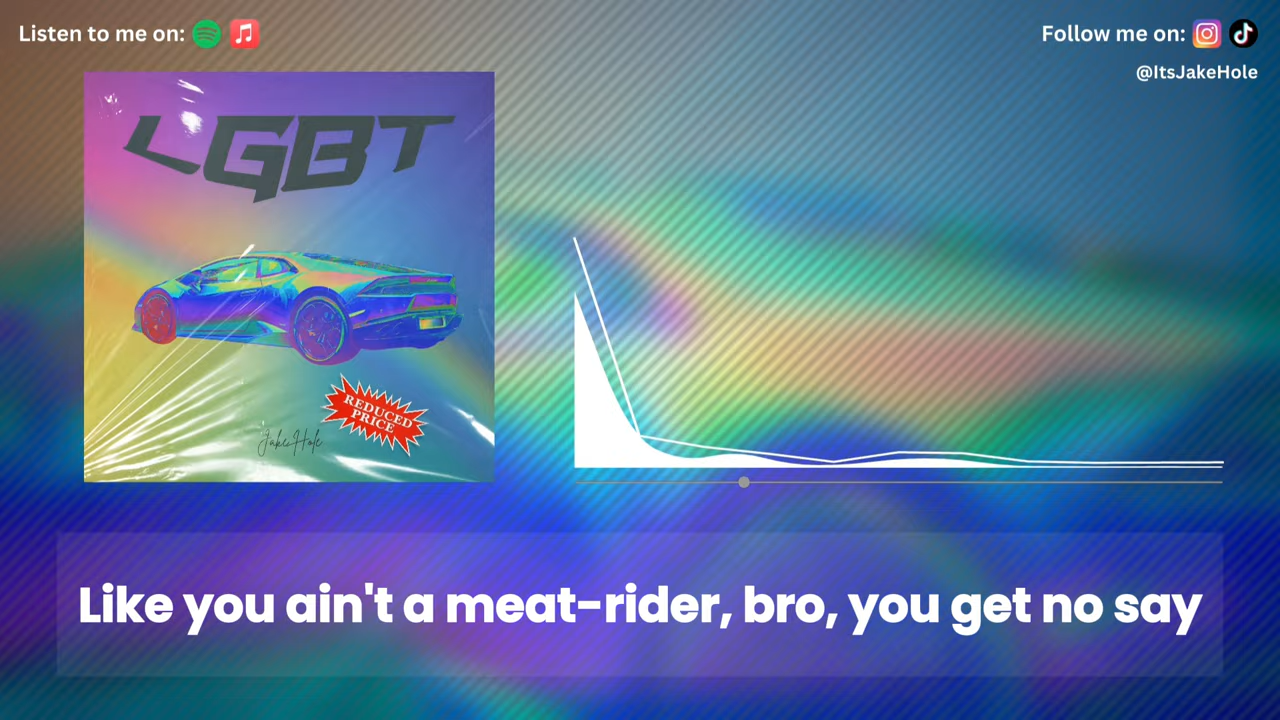 Listen to me on:
Follow me on:
@ItsJakeHole
LGBT
REDUCED
PRICE
Jake Hole
Like you ain't a meat-rider, bro, you get no say